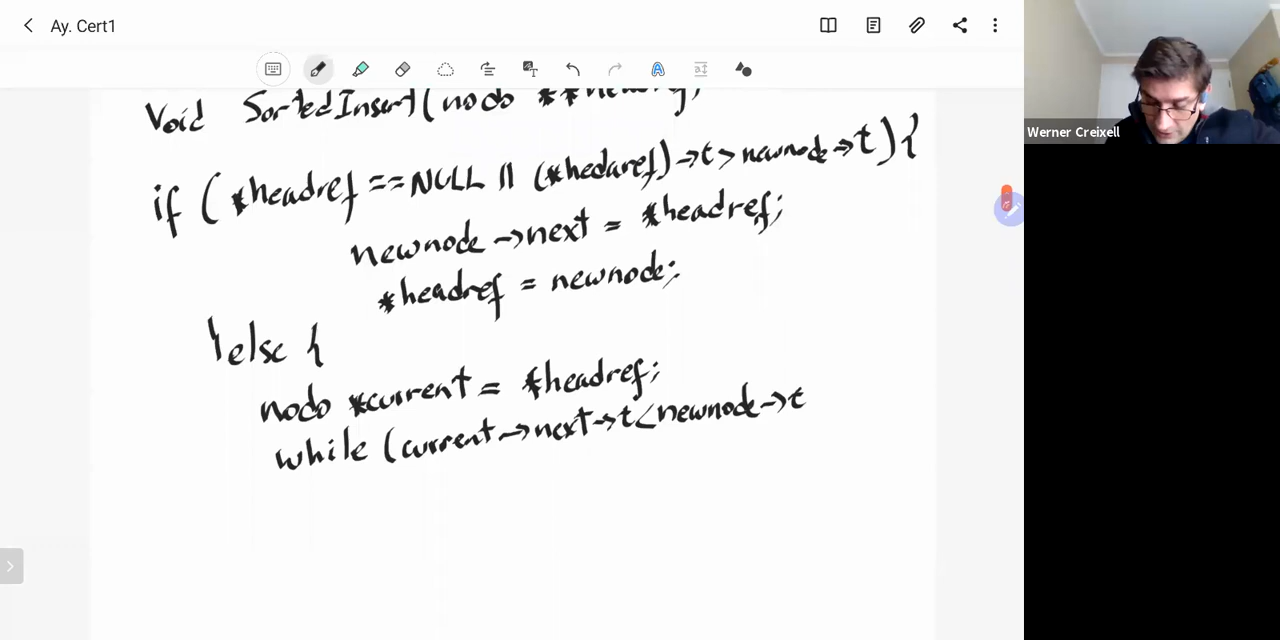 Ay. Cert1
Void SortedInsert(nodo **
if (*headref ==NULL || (*hedaref)->t>newnode->t){
newnode->next = *headref;
*headref = newnode;
}else {
nodo *current = *headref;
while (current->next->t<newnode->t
Werner Creixell